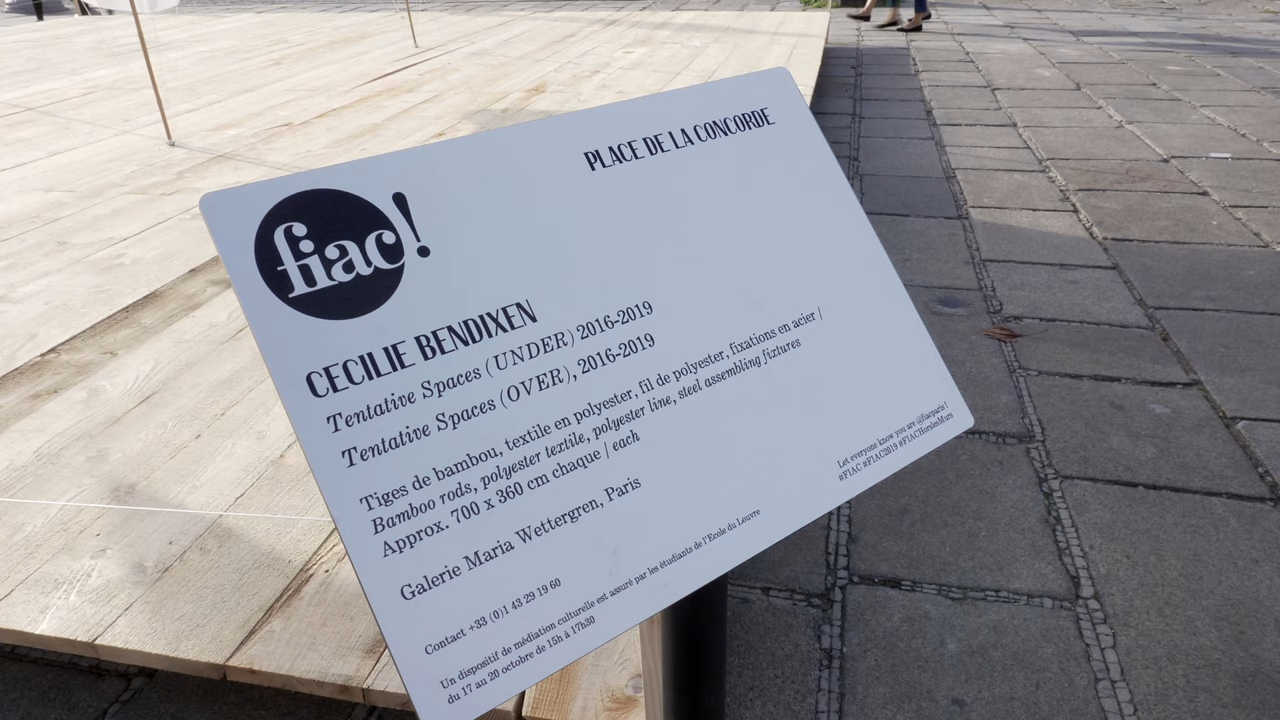 PLACE DE LA CONCORDE
fiac!
CECILIE BENDIXEN
Tentative Spaces (UNDER) 2016-2019
Tentative Spaces (OVER), 2016-2019
Tiges de bambou, textile en polyester, fil de polyester, fixations en acier /
Bamboo rods, polyester textile, polyester line, steel assembling fixtures
Approx. 700 x 360 cm chaque / each
Galerie Maria Wettergren, Paris
Contact +33 (0)1 43 29 19 60
Un dispositif de médiation culturelle est assuré par les étudiants de l'Ecole du Louvre
du 17 au 20 octobre de 15h à 17h30
Let everyone know you are @fiacparis !
#FIAC #FIAC2019 #FIACHorslesMurs